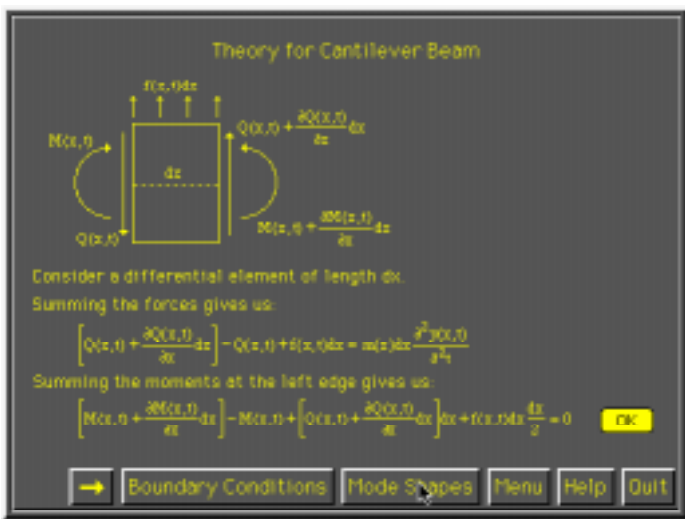 Theory for Cantilever Beam
f(x,t)dx
M(x,t)
Q(x,t) + ∂Q(x,t)/∂x dx
dx
Q(x,t)
M(x,t) + ∂M(x,t)/∂x dx
Consider a differential element of length dx.
Summing the forces gives us:
[Q(x,t) + ∂Q(x,t)/∂x dx] - Q(x,t) + f(x,t)dx = m(x)dx ∂²y(x,t)/∂²t
Summing the moments at the left edge gives us:
[M(x,t) + ∂M(x,t)/∂x dx] - M(x,t) + [Q(x,t) + ∂Q(x,t)/∂x dx]dx + f(x,t)dx dx/2 = 0
OK
→ Boundary Conditions Mode Shapes Menu Help Quit